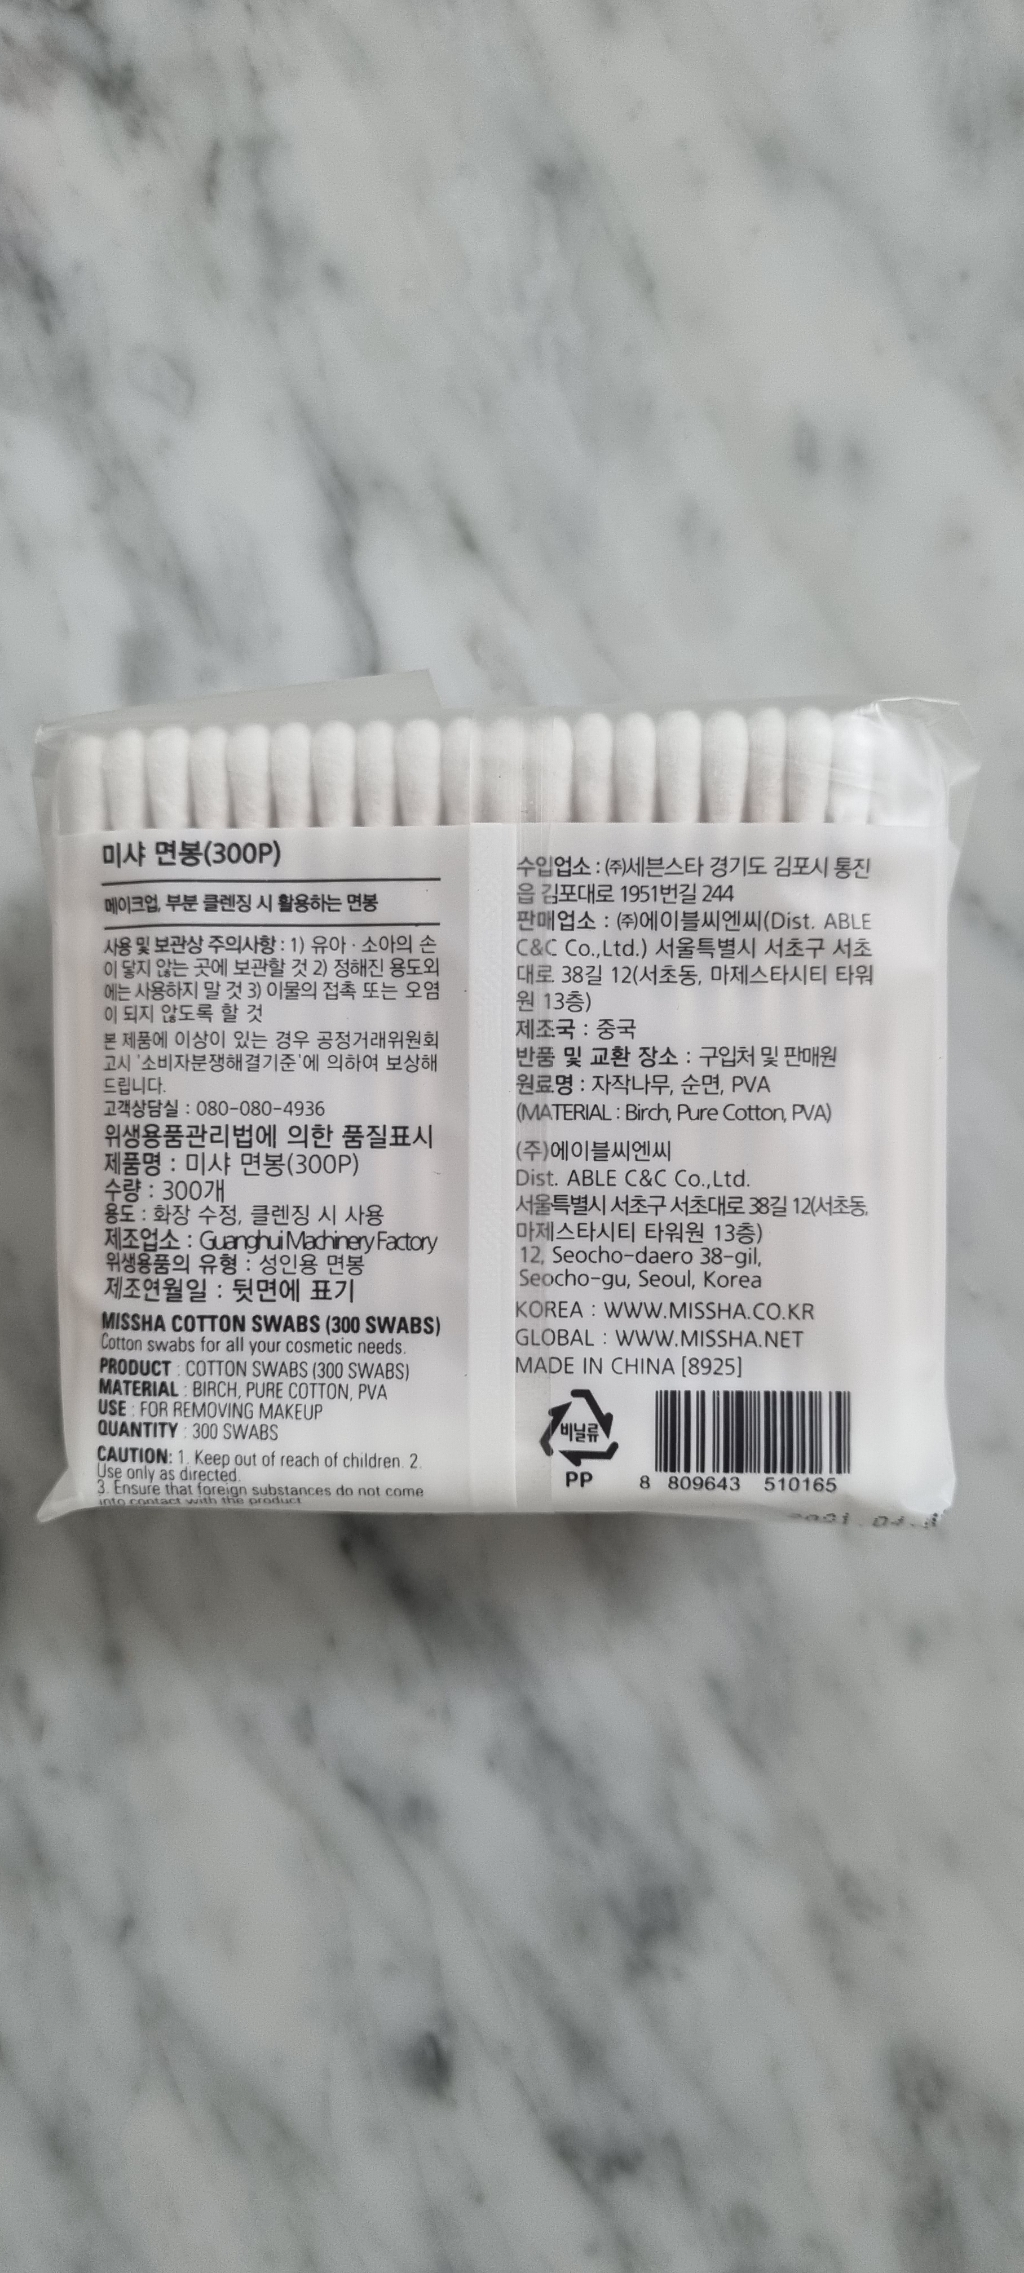 미샤 면봉(300P)
메이크업, 부분 클렌징 시 활용하는 면봉
사용 및 보관상 주의사항 : 1) 유아 · 소아의 손
이 닿지 않는 곳에 보관할 것 2) 정해진 용도외
에는 사용하지 말 것 3) 이물의 접촉 또는 오염
이 되지 않도록 할 것
본 제품에 이상이 있는 경우 공정거래위원회
고시 '소비자분쟁해결기준'에 의하여 보상해
드립니다.
고객상담실 : 080-080-4936
위생용품관리법에 의한 품질표시
제품명 : 미샤 면봉(300P)
수량 : 300개
용도 : 화장 수정, 클렌징 시 사용
제조업소 : Guanghui Machinery Factory
위생용품의 유형 : 성인용 면봉
제조연월일 : 뒷면에 표기
MISSHA COTTON SWABS (300 SWABS)
Cotton swabs for all your cosmetic needs.
PRODUCT : COTTON SWABS (300 SWABS)
MATERIAL : BIRCH, PURE COTTON, PVA
USE : FOR REMOVING MAKEUP
QUANTITY : 300 SWABS
CAUTION: 1. Keep out of reach of children. 2.
Use only as directed.
3. Ensure that foreign substances do not come
into contact with the product
수입업소 : ㈜세븐스타 경기도 김포시 통진
읍 김포대로 1951번길 244
판매업소 : ㈜에이블씨엔씨(Dist. ABLE
C&C Co.,Ltd.) 서울특별시 서초구 서초
대로 38길 12(서초동, 마제스타시티 타워
원 13층)
제조국 : 중국
반품 및 교환 장소 : 구입처 및 판매원
원료명 : 자작나무, 순면, PVA
(MATERIAL : Birch, Pure Cotton, PVA)
(주)에이블씨엔씨
Dist. ABLE C&C Co.,Ltd.
서울특별시 서초구 서초대로 38길 12(서초동,
마제스타시티 타워원 13층)
12, Seocho-daero 38-gil,
Seocho-gu, Seoul, Korea
KOREA : WWW.MISSHA.CO.KR
GLOBAL : WWW.MISSHA.NET
MADE IN CHINA [8925]
비닐류
PP
8 809643 510165